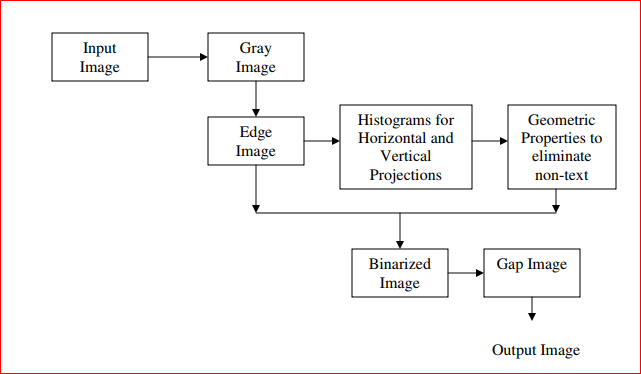 Input
Image
Gray
Image
Edge
Image
Histograms for
Horizontal and
Vertical
Projections
Geometric
Properties to
eliminate
non-text
Binarized
Image
Gap Image
Output Image